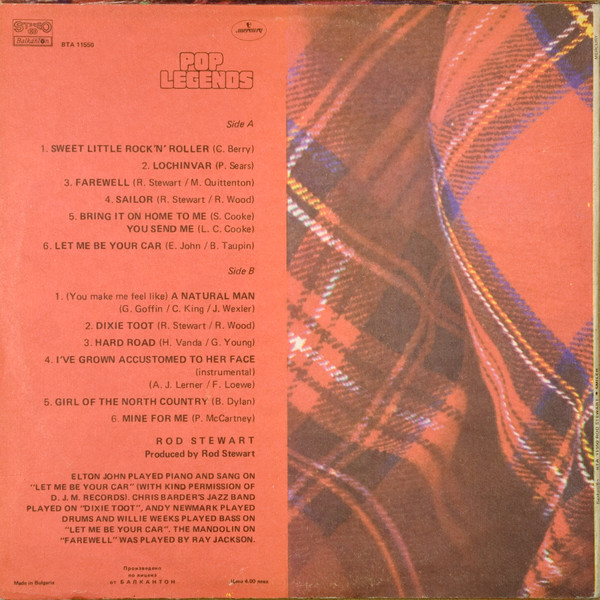 STEREO
Balkanton
BTA 11550
mercury
POP
LEGENDS
Side A
1. SWEET LITTLE ROCK'N' ROLLER (C. Berry)
2. LOCHINVAR (P. Sears)
3. FAREWELL (R. Stewart / M. Quittenton)
4. SAILOR (R. Stewart / R. Wood)
5. BRING IT ON HOME TO ME (S. Cooke)
YOU SEND ME (L. C. Cooke)
6. LET ME BE YOUR CAR (E. John / B. Taupin)
Side B
1. (You make me feel like) A NATURAL MAN
(G. Goffin / C. King / J. Wexler)
2. DIXIE TOOT (R. Stewart / R. Wood)
3. HARD ROAD (H. Vanda / G. Young)
4. I'VE GROWN ACCUSTOMED TO HER FACE
(instrumental)
(A. J. Lerner / F. Loewe)
5. GIRL OF THE NORTH COUNTRY (B. Dylan)
6. MINE FOR ME (P. McCartney)
ROD STEWART
Produced by Rod Stewart
ELTON JOHN PLAYED PIANO AND SANG ON
"LET ME BE YOUR CAR" (WITH KIND PERMISSION OF
D. J. M. RECORDS). CHRIS BARDER'S JAZZ BAND
PLAYED ON "DIXIE TOOT", ANDY NEWMARK PLAYED
DRUMS AND WILLIE WEEKS PLAYED BASS ON
"LET ME BE YOUR CAR". THE MANDOLIN ON
"FAREWELL" WAS PLAYED BY RAY JACKSON.
Made in Bulgaria
Произведено
по лиценз
от БАЛКАНТОН
Цена 4.60 лева